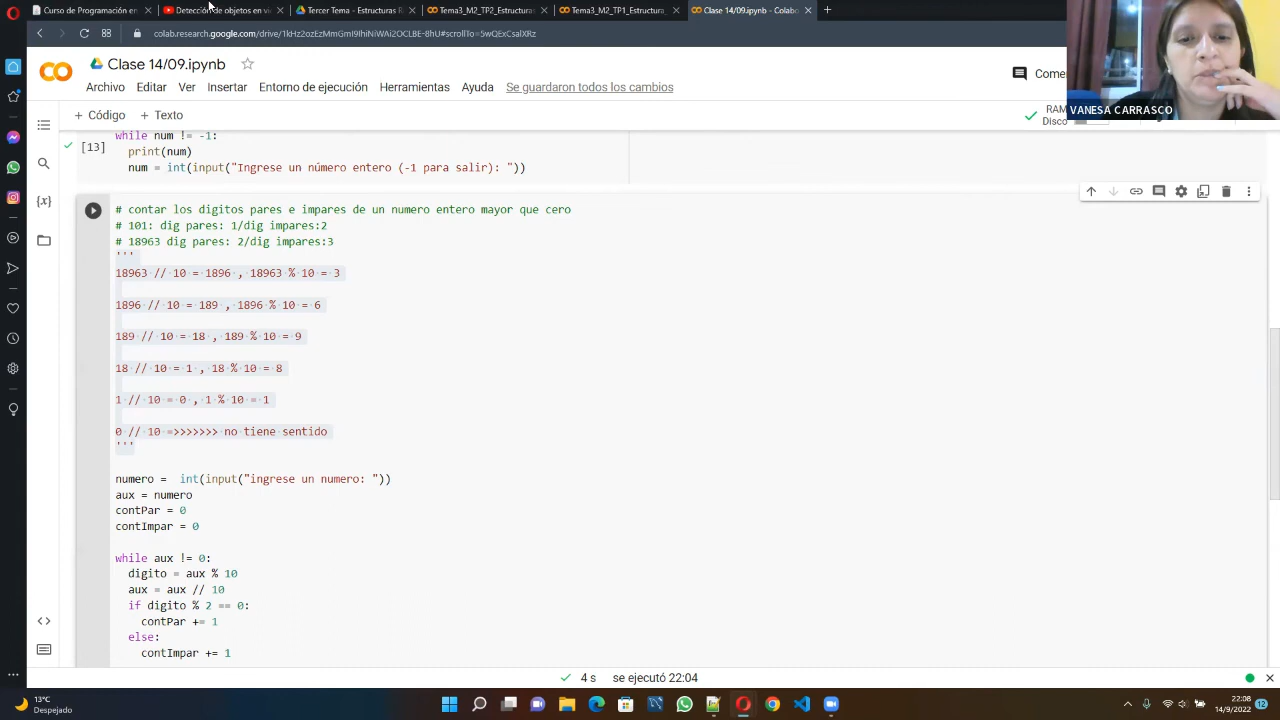 Curso de Programación en
Detección de objetos en vi
Tercer Tema - Estructuras R
Tema3_M2_TP2_Estructuras
Tema3_M2_TP1_Estructura_
Clase 14/09.ipynb - Colabo
colab.research.google.com/drive/1kHz2ozEzMmGmI9IhiNiWAi2OCLBE-8hU#scrollTo=5wQExCsalXRz
Clase 14/09.ipynb
Archivo Editar Ver Insertar Entorno de ejecución Herramientas Ayuda Se guardaron todos los cambios
Come
VANESA CARRASCO
+ Código + Texto
RAM
Disco
while num != -1:
[13]
print(num)
num = int(input("Ingrese un número entero (-1 para salir): "))
# contar los digitos pares e impares de un numero entero mayor que cero
# 101: dig pares: 1/dig impares:2
# 18963 dig pares: 2/dig impares:3
'''
18963 // 10 = 1896 , 18963 % 10 = 3
1896 // 10 = 189 , 1896 % 10 = 6
189 // 10 = 18 , 189 % 10 = 9
18 // 10 = 1 , 18 % 10 = 8
1 // 10 = 0 , 1 % 10 = 1
0 // 10 =>>>>>>> no tiene sentido
'''
numero = int(input("ingrese un numero: "))
aux = numero
contPar = 0
contImpar = 0
while aux != 0:
digito = aux % 10
aux = aux // 10
if digito % 2 == 0:
contPar += 1
else:
contImpar += 1
4 s se ejecutó 22:04
13°C
Despejado
22:08
14/9/2022
12